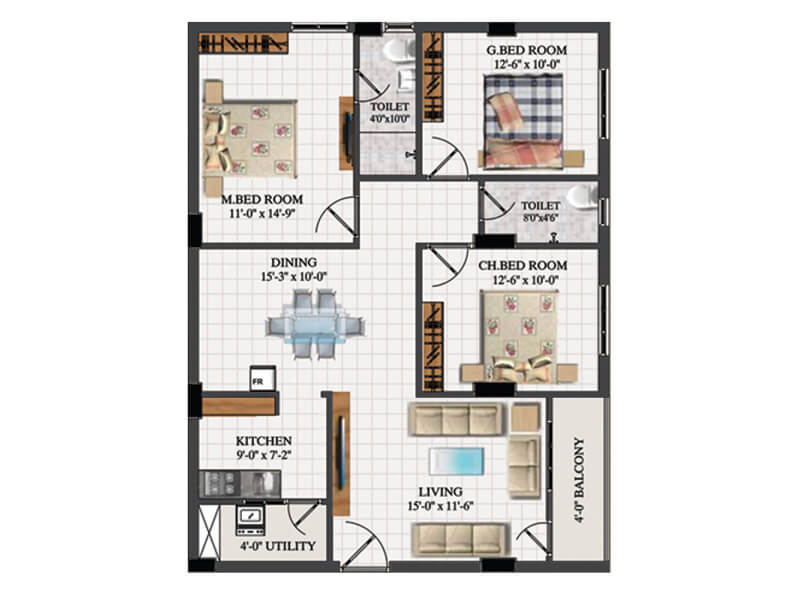 G.BED ROOM
12'-6" x 10'-0"
TOILET
4'0"x10'0"
M.BED ROOM
11'-0" x 14'-9"
TOILET
8'0"x4'6"
DINING
15'-3" x 10'-0"
CH.BED ROOM
12'-6" x 10'-0"
FR
KITCHEN
9'-0" x 7'-2"
LIVING
15'-0" x 11'-6"
4'-0" BALCONY
4'-0" UTILITY